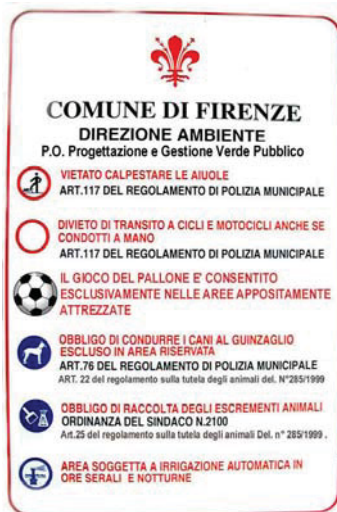 COMUNE DI FIRENZE
DIREZIONE AMBIENTE
P.O. Progettazione e Gestione Verde Pubblico
VIETATO CALPESTARE LE AIUOLE
ART.117 DEL REGOLAMENTO DI POLIZIA MUNICIPALE
DIVIETO DI TRANSITO A CICLI E MOTOCICLI ANCHE SE
CONDOTTI A MANO
ART.117 DEL REGOLAMENTO DI POLIZIA MUNICIPALE
IL GIOCO DEL PALLONE E' CONSENTITO
ESCLUSIVAMENTE NELLE AREE APPOSITAMENTE
ATTREZZATE
OBBLIGO DI CONDURRE I CANI AL GUINZAGLIO
ESCLUSO IN AREA RISERVATA
ART.76 DEL REGOLAMENTO DI POLIZIA MUNICIPALE
ART. 22 del regolamento sulla tutela degli animali del. N°285/1999
OBBLIGO DI RACCOLTA DEGLI ESCREMENTI ANIMALI
ORDINANZA DEL SINDACO N.2100
Art.25 del regolamento sulla tutela degli animali Del. n° 285/1999 .
AREA SOGGETTA A IRRIGAZIONE AUTOMATICA IN
ORE SERALI E NOTTURNE